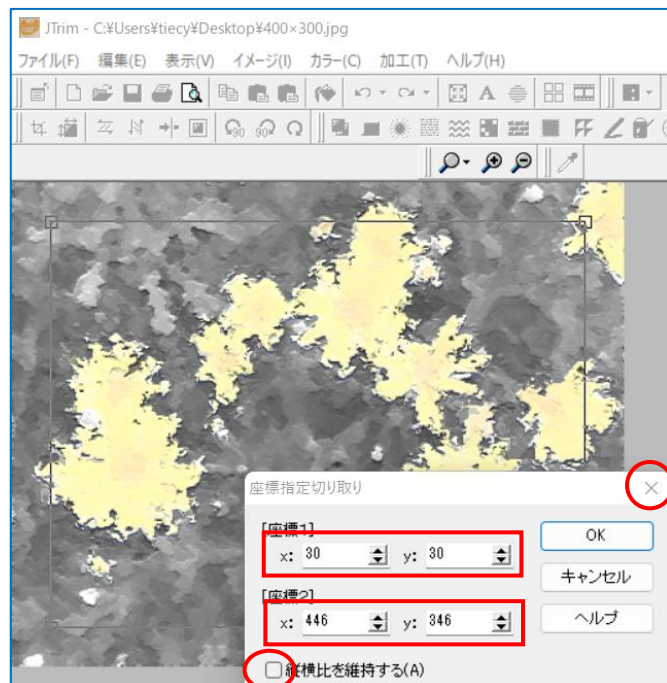 JTrim - C:¥Users¥tiecy¥Desktop¥400×300.jpg
ファイル(F) 編集(E) 表示(V) イメージ(I) カラー(C) 加工(T) ヘルプ(H)
90 90
A
座標指定切り取り
[座標1]
x: 30 y: 30
OK
キャンセル
[座標2]
x: 446 y: 346
ヘルプ
縦横比を維持する(A)